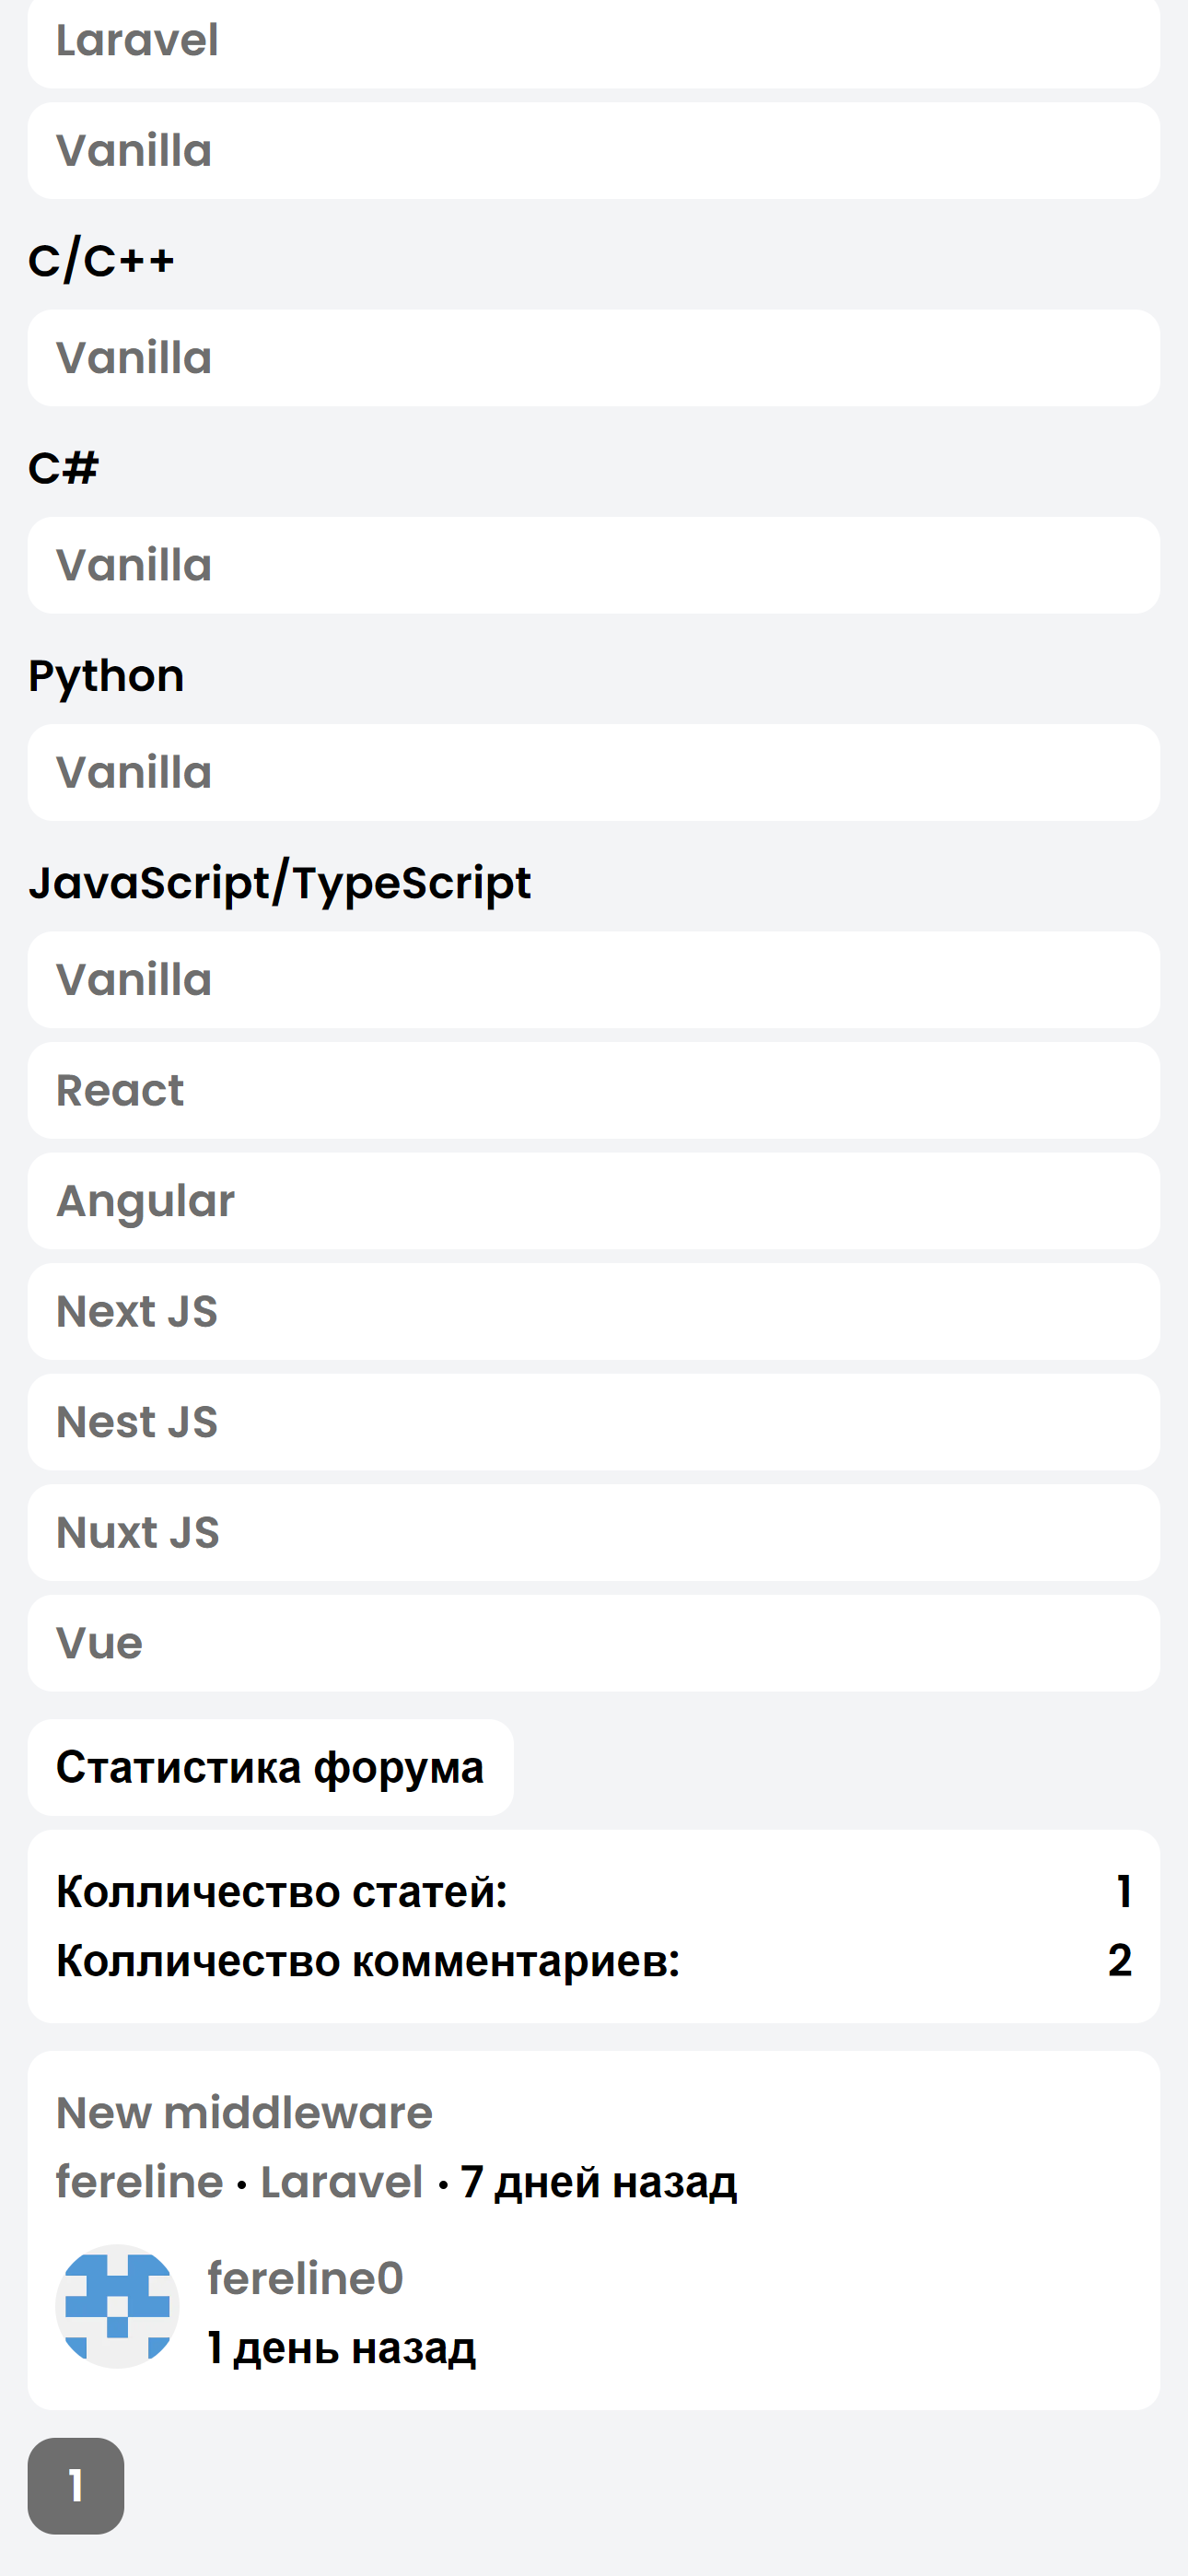 Laravel
Vanilla
C/C++
Vanilla
C#
Vanilla
Python
Vanilla
JavaScript/TypeScript
Vanilla
React
Angular
Next JS
Nest JS
Nuxt JS
Vue
Статистика форума
Колличество статей: 1
Колличество комментариев: 2
New middleware
fereline • Laravel • 7 дней назад
fereline0
1 день назад
1